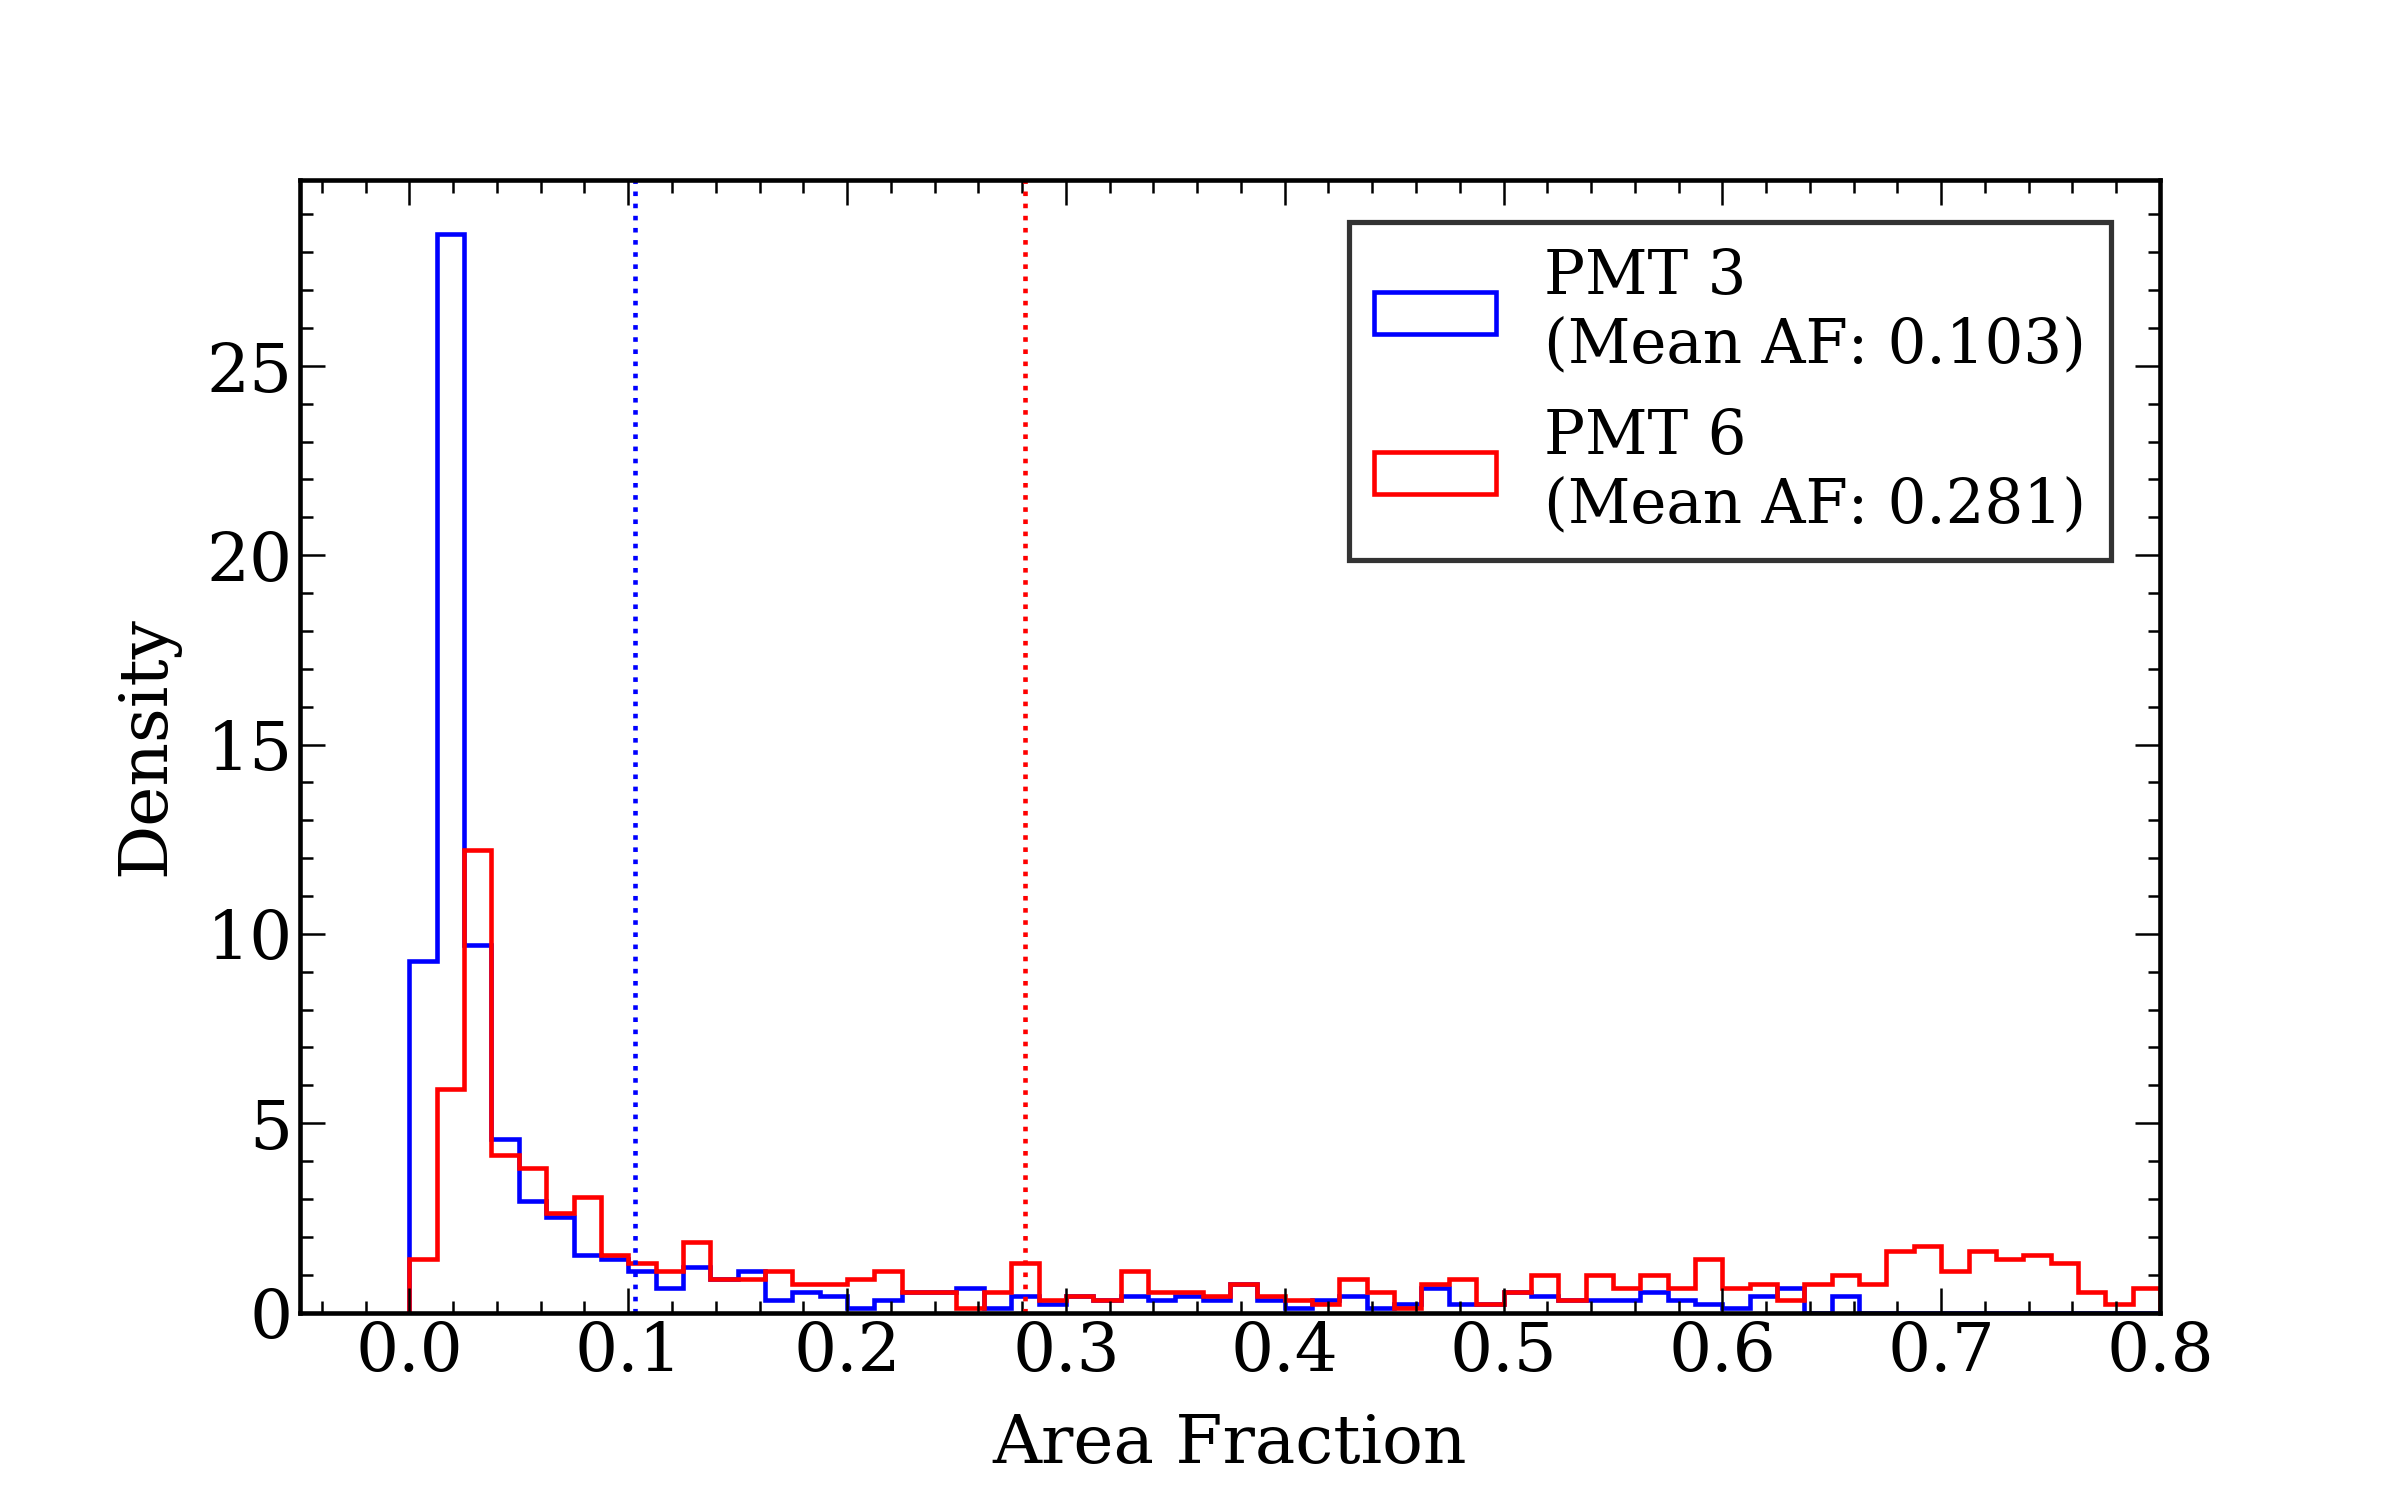 PMT 3
(Mean AF: 0.103)
PMT 6
(Mean AF: 0.281)
25
20
15
10
5
0
Density
0.0 0.1 0.2 0.3 0.4 0.5 0.6 0.7 0.8
Area Fraction